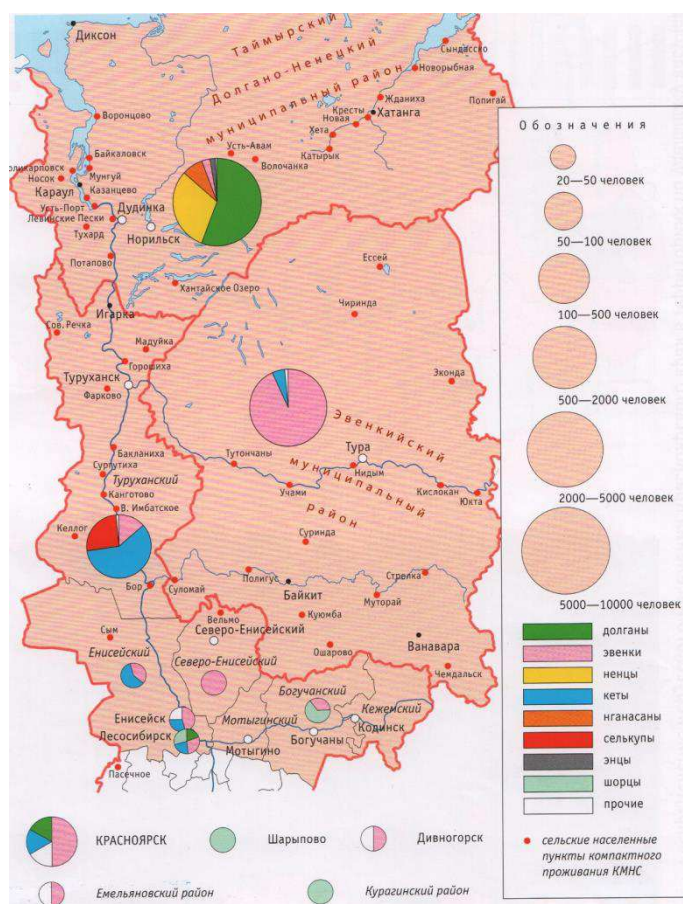 Диксон
Таймырский
Долгано-Ненецкий
муниципальный район
Сындасско
Новорыбная
Попигай
Жданиха
Кресты
Хатанга
Новая
Хета
Катырык
Воронцово
Усть-Авам
Волочанка
Байкаловск
Мунгуй
Носок
Караул
Казанцево
Усть-Порт
Левинские Пески
Дудинка
Тухард
Норильск
Потапово
Хантайское Озеро
Ессей
Чиринда
Игарка
Сов. Речка
Мадуйка
Горошиха
Туруханск
Фарково
Эконда
Эвенкийский
муниципальный
район
Бакланиха
Тутончаны
Тура
Нидым
Сургутиха
Туруханский
Учами
Кислокан
Юкта
Канготово
В. Имбатское
Келлог
Суринда
Полигус
Стрелка
Бор
Суломай
Байкит
Муторай
Вельмо
Куюмба
Сым
Северо-Енисейский
Ошарово
Ванавара
Енисейский
Северо-Енисейский
Чемдальск
Богучанский
Енисейск
Мотыгинский
Кежемский
Лесосибирск
Кодинск
Мотыгино
Богучаны
Пасечное
Обозначения
20—50 человек
50—100 человек
100—500 человек
500—2000 человек
2000—5000 человек
5000—10000 человек
долганы
эвенки
ненцы
кеты
нганасаны
селькупы
энцы
шорцы
прочие
сельские населенные
пункты компактного
проживания КМНС
КРАСНОЯРСК
Шарыпово
Дивногорск
Емельяновский район
Курагинский район